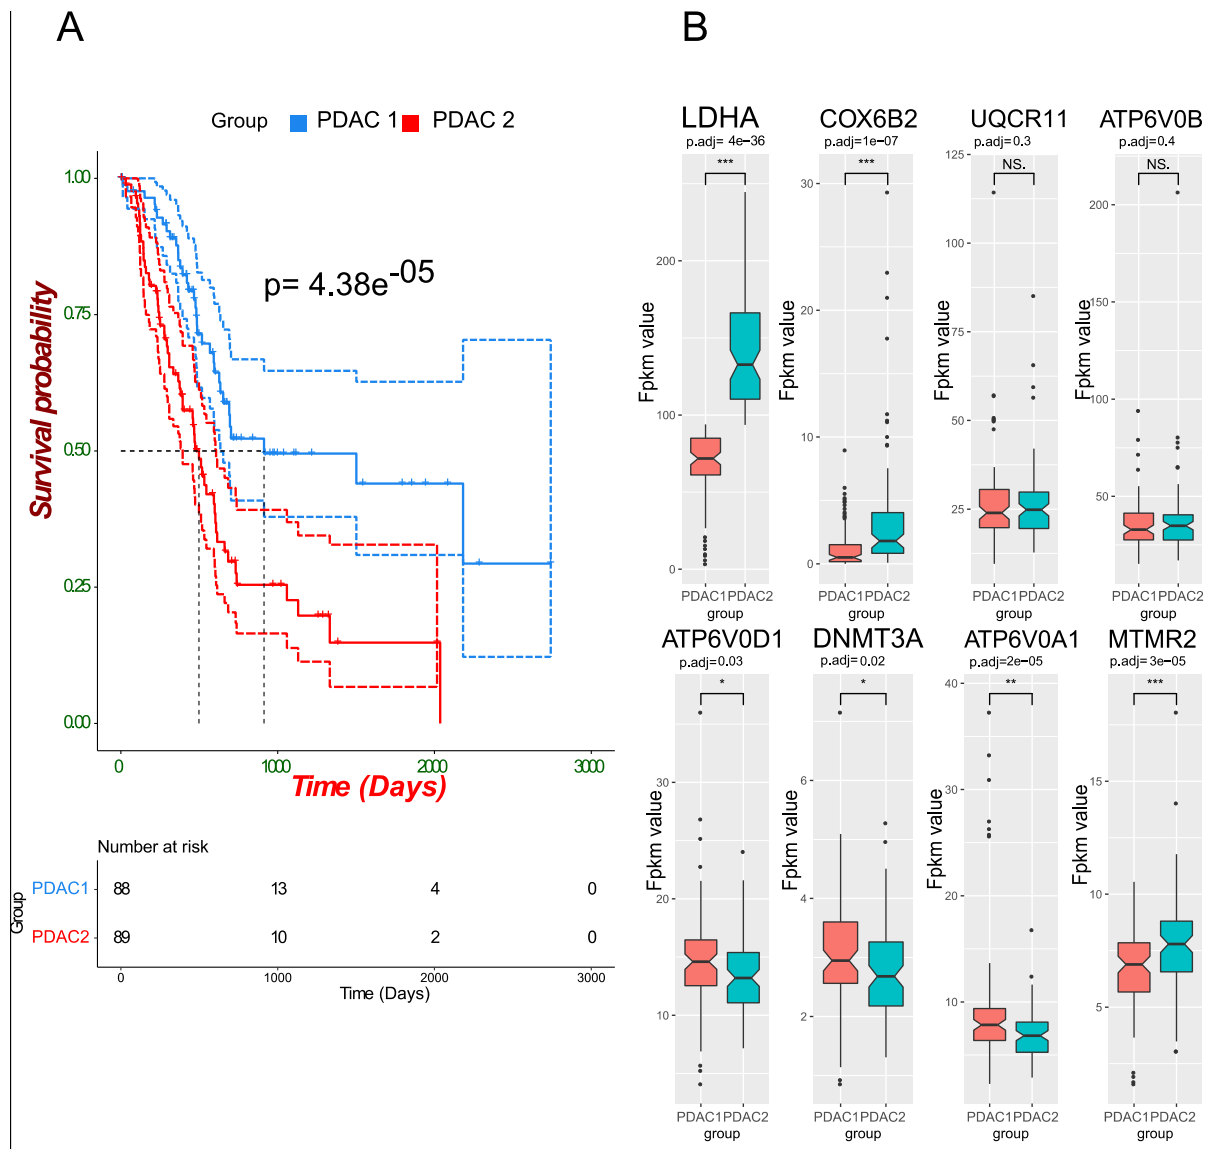 A
B
Group PDAC 1 PDAC 2
Survival probability
1.00
0.75
0.50
0.25
0.00
p= 4.38e-05
0 1000 2000 3000
Time (Days)
Number at risk
Group
PDAC1 88 13 4 0
PDAC2 89 10 2 0
0 1000 2000 3000
Time (Days)
LDHA
p.adj= 4e-36
***
Fpkm value
200
100
0
PDAC1PDAC2
group
COX6B2
p.adj=1e-07
***
Fpkm value
30
20
10
0
PDAC1PDAC2
group
UQCR11
p.adj=0.3
NS.
Fpkm value
125
100
75
50
25
PDAC1PDAC2
group
ATP6V0B
p.adj=0.4
NS.
Fpkm value
200
150
100
50
PDAC1PDAC2
group
ATP6V0D1
p.adj=0.03
*
Fpkm value
30
20
10
PDAC1PDAC2
group
DNMT3A
p.adj=0.02
*
Fpkm value
6
4
2
PDAC1PDAC2
group
ATP6V0A1
p.adj=2e-05
**
Fpkm value
40
30
20
10
PDAC1PDAC2
group
MTMR2
p.adj= 3e-05
***
Fpkm value
15
10
5
PDAC1PDAC2
group